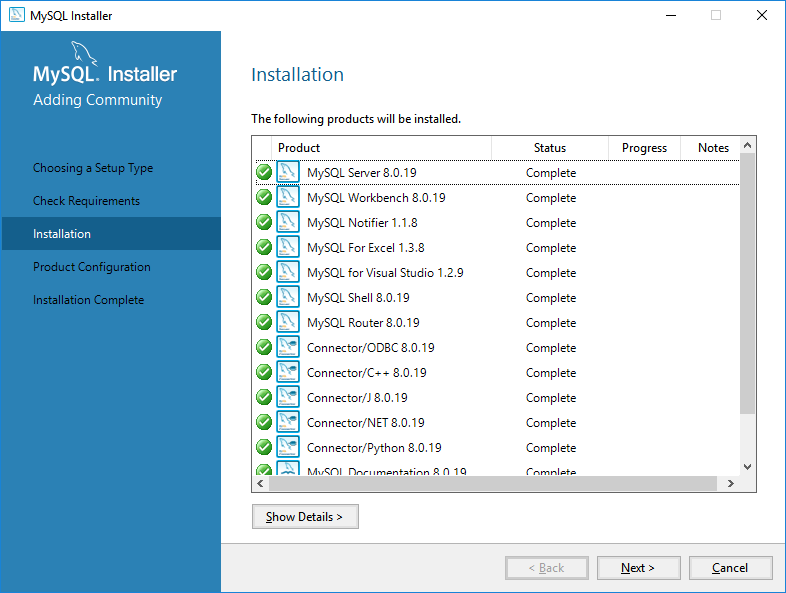 MySQL Installer
MySQL. Installer
Adding Community
Choosing a Setup Type
Check Requirements
Installation
Product Configuration
Installation Complete
Installation
The following products will be installed.
Product Status Progress Notes
MySQL Server 8.0.19 Complete
MySQL Workbench 8.0.19 Complete
MySQL Notifier 1.1.8 Complete
MySQL For Excel 1.3.8 Complete
MySQL for Visual Studio 1.2.9 Complete
MySQL Shell 8.0.19 Complete
MySQL Router 8.0.19 Complete
Connector/ODBC 8.0.19 Complete
Connector/C++ 8.0.19 Complete
Connector/J 8.0.19 Complete
Connector/NET 8.0.19 Complete
Connector/Python 8.0.19 Complete
MySQL Documentation 8.0.19 Complete
Show Details >
< Back Next > Cancel